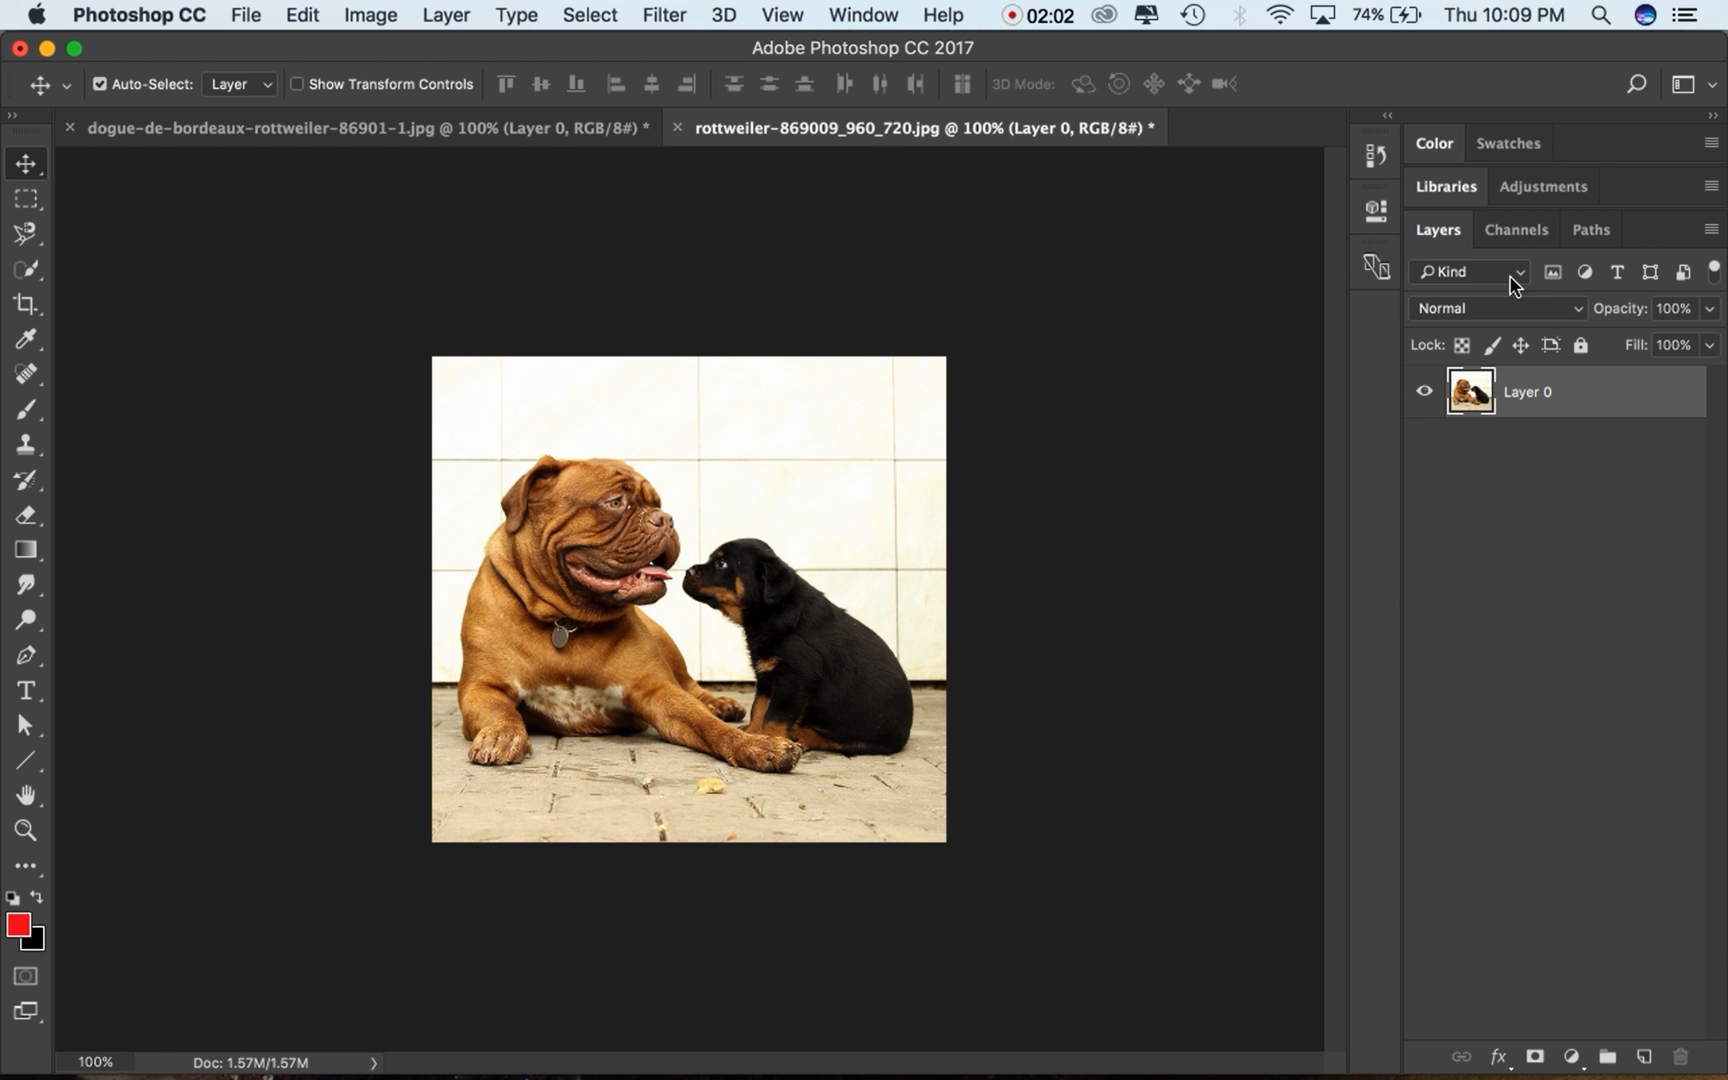 Photoshop CC File Edit Image Layer Type Select Filter 3D View Window Help 02:02 74% Thu 10:09 PM
Adobe Photoshop CC 2017
Auto-Select: Layer Show Transform Controls 3D Mode:
dogue-de-bordeaux-rottweiler-86901-1.jpg @ 100% (Layer 0, RGB/8#) *
rottweiler-869009_960_720.jpg @ 100% (Layer 0, RGB/8#) *
Color Swatches
Libraries Adjustments
Layers Channels Paths
Kind
Normal Opacity: 100%
Lock: Fill: 100%
Layer 0
100% Doc: 1.57M/1.57M
fx